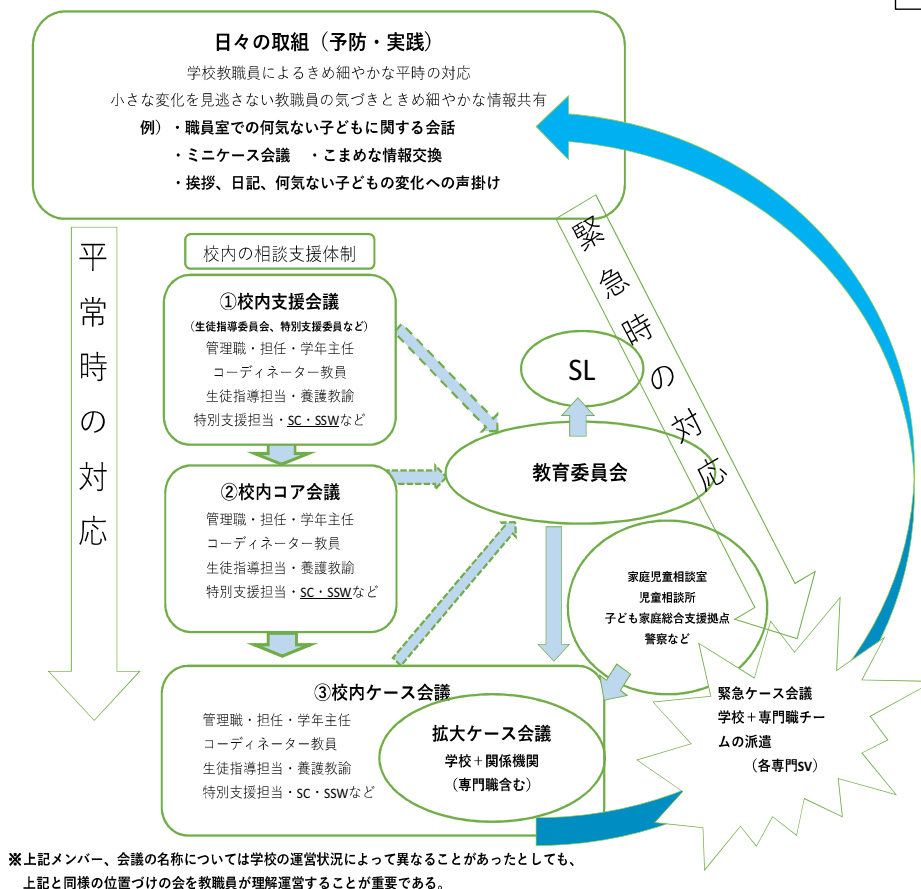 日々の取組（予防・実践）
学校教職員によるきめ細やかな平時の対応
小さな変化を見逃さない教職員の気づきときめ細やかな情報共有
例）・職員室での何気ない子どもに関する会話
・ミニケース会議　・こまめな情報交換
・挨拶、日記、何気ない子どもの変化への声掛け
平常時の対応
緊急時の対応
校内の相談支援体制
①校内支援会議
（生徒指導委員会、特別支援委員など）
管理職・担任・学年主任
コーディネーター教員
生徒指導担当・養護教諭
特別支援担当・SC・SSWなど
SL
教育委員会
②校内コア会議
管理職・担任・学年主任
コーディネーター教員
生徒指導担当・養護教諭
特別支援担当・SC・SSWなど
家庭児童相談室
児童相談所
子ども家庭総合支援拠点
警察など
③校内ケース会議
管理職・担任・学年主任
コーディネーター教員
生徒指導担当・養護教諭
特別支援担当・SC・SSWなど
拡大ケース会議
学校＋関係機関
（専門職含む）
緊急ケース会議
学校＋専門職チー
ムの派遣
（各専門SV）
※上記メンバー、会議の名称については学校の運営状況によって異なることがあったとしても、
上記と同様の位置づけの会を教職員が理解運営することが重要である。